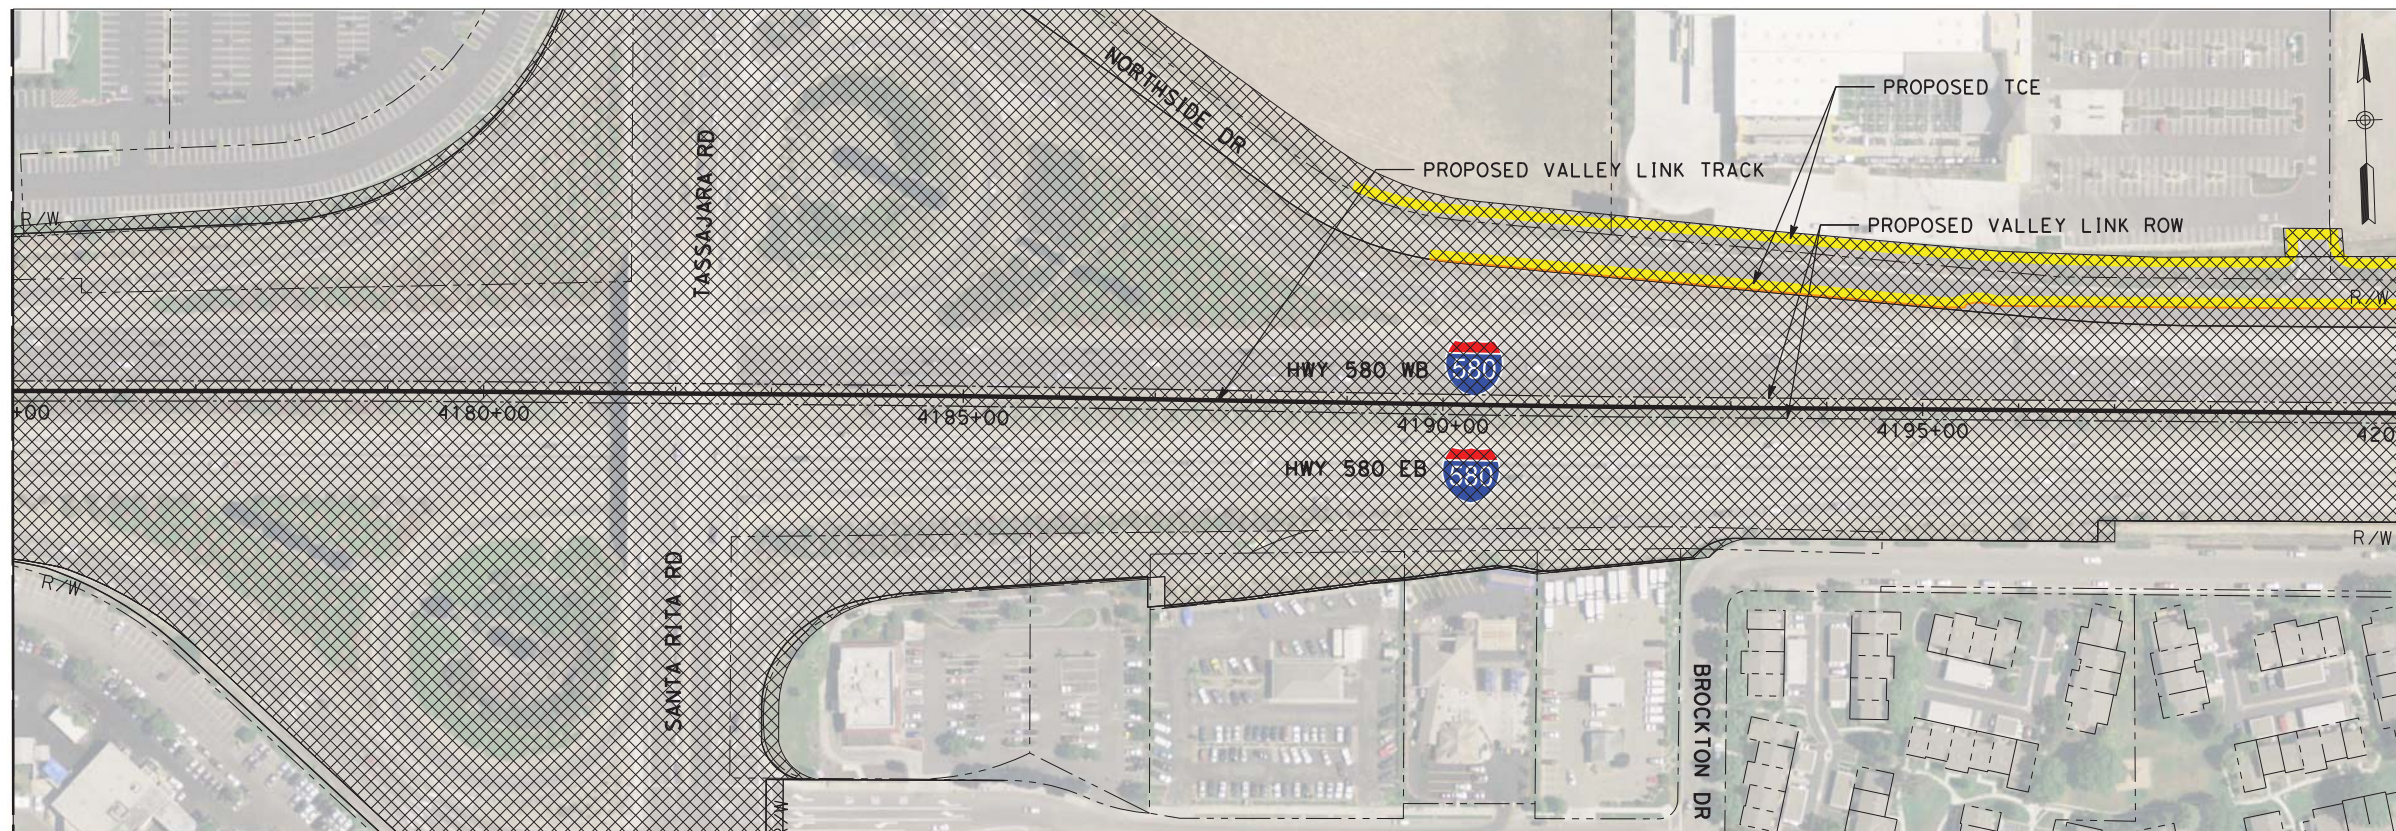 NORTHSIDE DR
PROPOSED TCE
TASSAJARA RD
PROPOSED VALLEY LINK TRACK
R/W
PROPOSED VALLEY LINK ROW
R/W
HWY 580 WB
580
+00
4180+00
4185+00
4190+00
4195+00
420
HWY 580 EB
580
R/W
R/W
SANTA RITA RD
BROCKTON DR
R/W